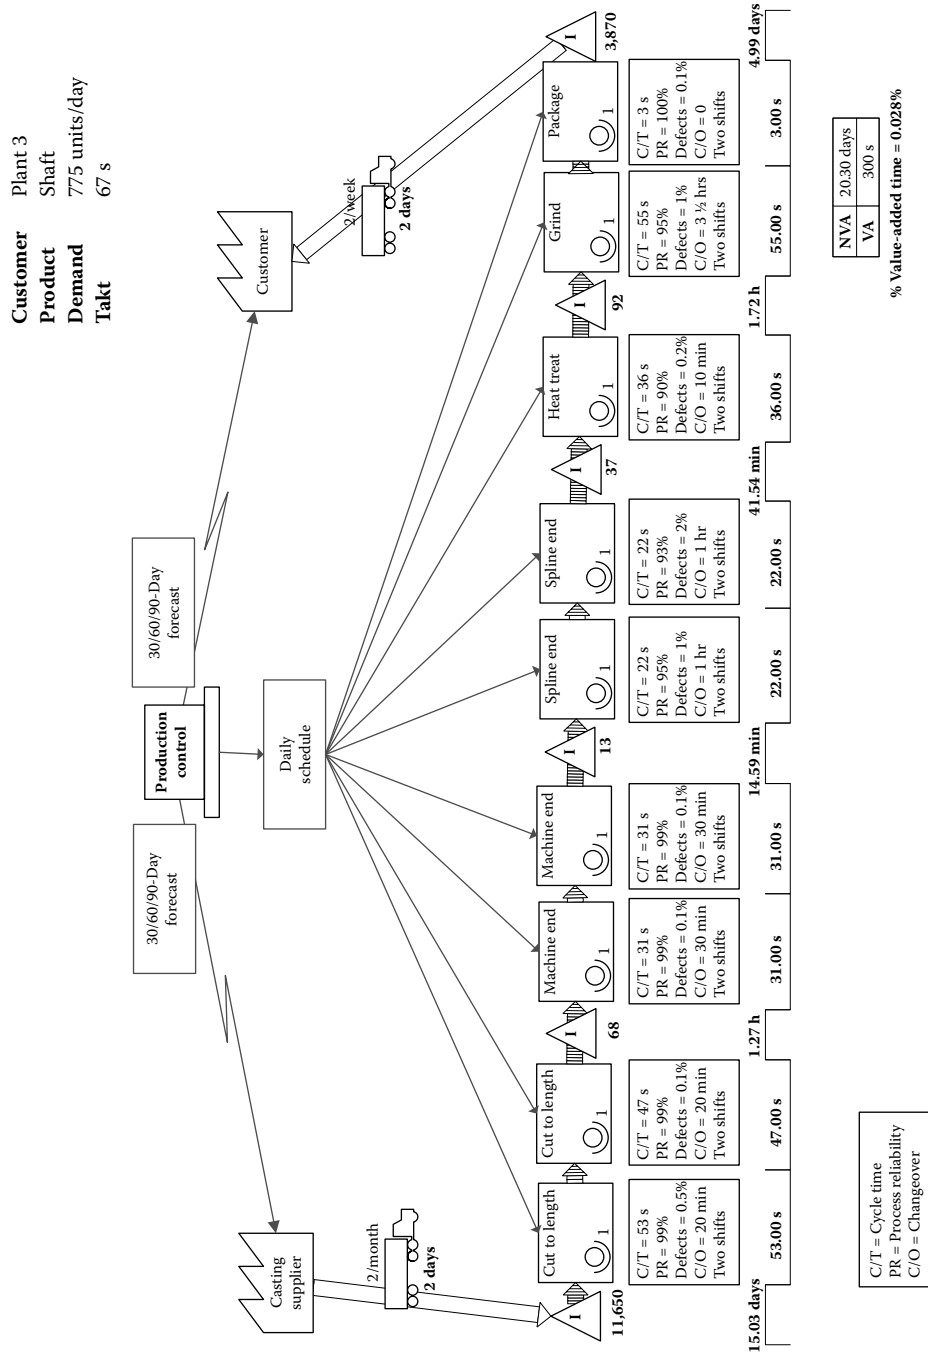 Customer Plant 3
Product Shaft
Demand 775 units/day
Takt 67 s
Casting
supplier
30/60/90-Day
forecast
Production
control
30/60/90-Day
forecast
Customer
2/month
2 days
Daily
schedule
2/week
2 days
I
11,650
Cut to length
1
C/T = 53 s
PR = 99%
Defects = 0.5%
C/O = 20 min
Two shifts
Cut to length
1
C/T = 47 s
PR = 99%
Defects = 0.1%
C/O = 20 min
Two shifts
I
68
Machine end
1
C/T = 31 s
PR = 99%
Defects = 0.1%
C/O = 30 min
Two shifts
Machine end
1
C/T = 31 s
PR = 99%
Defects = 0.1%
C/O = 30 min
Two shifts
I
13
Spline end
1
C/T = 22 s
PR = 95%
Defects = 1%
C/O = 1 hr
Two shifts
Spline end
1
C/T = 22 s
PR = 93%
Defects = 2%
C/O = 1 hr
Two shifts
I
37
Heat treat
1
C/T = 36 s
PR = 90%
Defects = 0.2%
C/O = 10 min
Two shifts
I
92
Grind
1
C/T = 55 s
PR = 95%
Defects = 1%
C/O = 3 ½ hrs
Two shifts
Package
1
C/T = 3 s
PR = 100%
Defects = 0.1%
C/O = 0
Two shifts
I
3,870
15.03 days
53.00 s
47.00 s
1.27 h
31.00 s
31.00 s
14.59 min
22.00 s
22.00 s
41.54 min
36.00 s
1.72 h
55.00 s
3.00 s
4.99 days
NVA 20.30 days
VA 300 s
% Value-added time = 0.028%
C/T = Cycle time
PR = Process reliability
C/O = Changeover